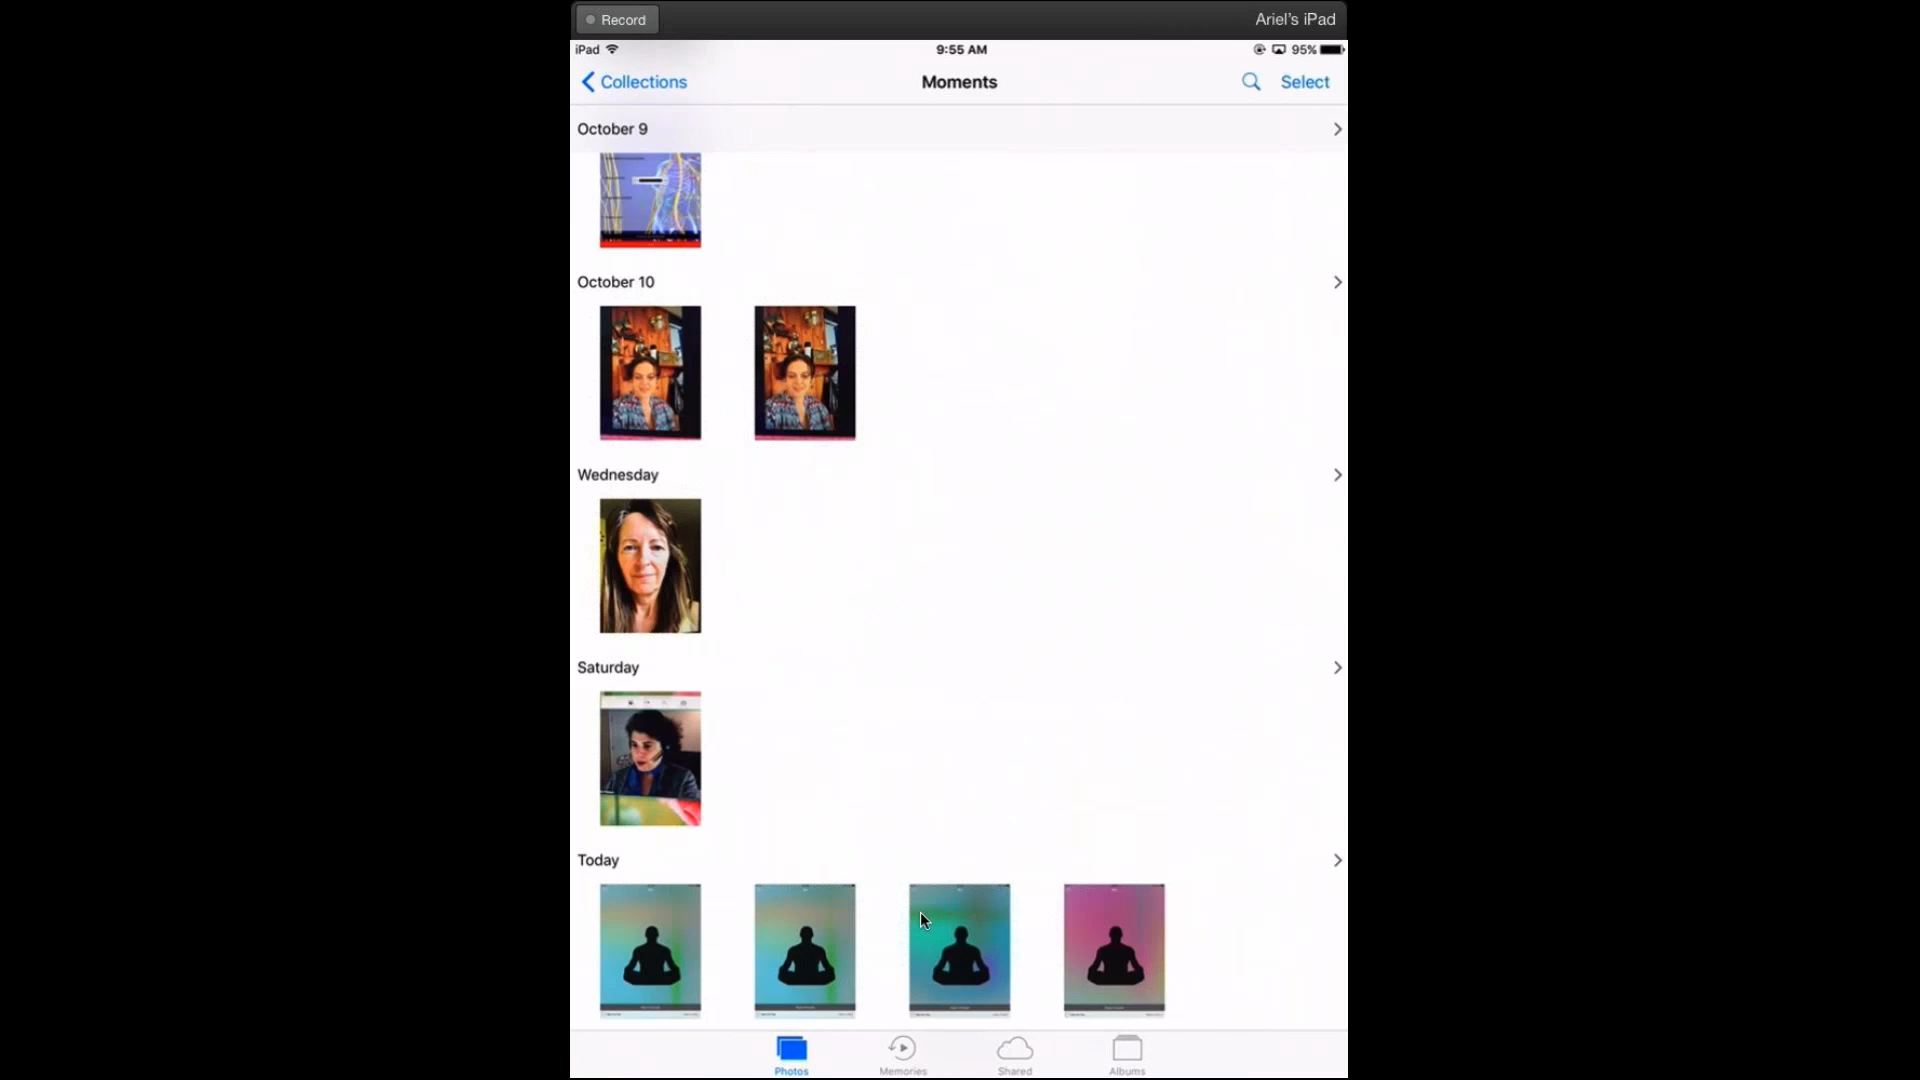 Record
Ariel's iPad
iPad
9:55 AM
95%
Collections
Moments
Select
October 9
October 10
Wednesday
Saturday
Today
Photos
Memories
Shared
Albums